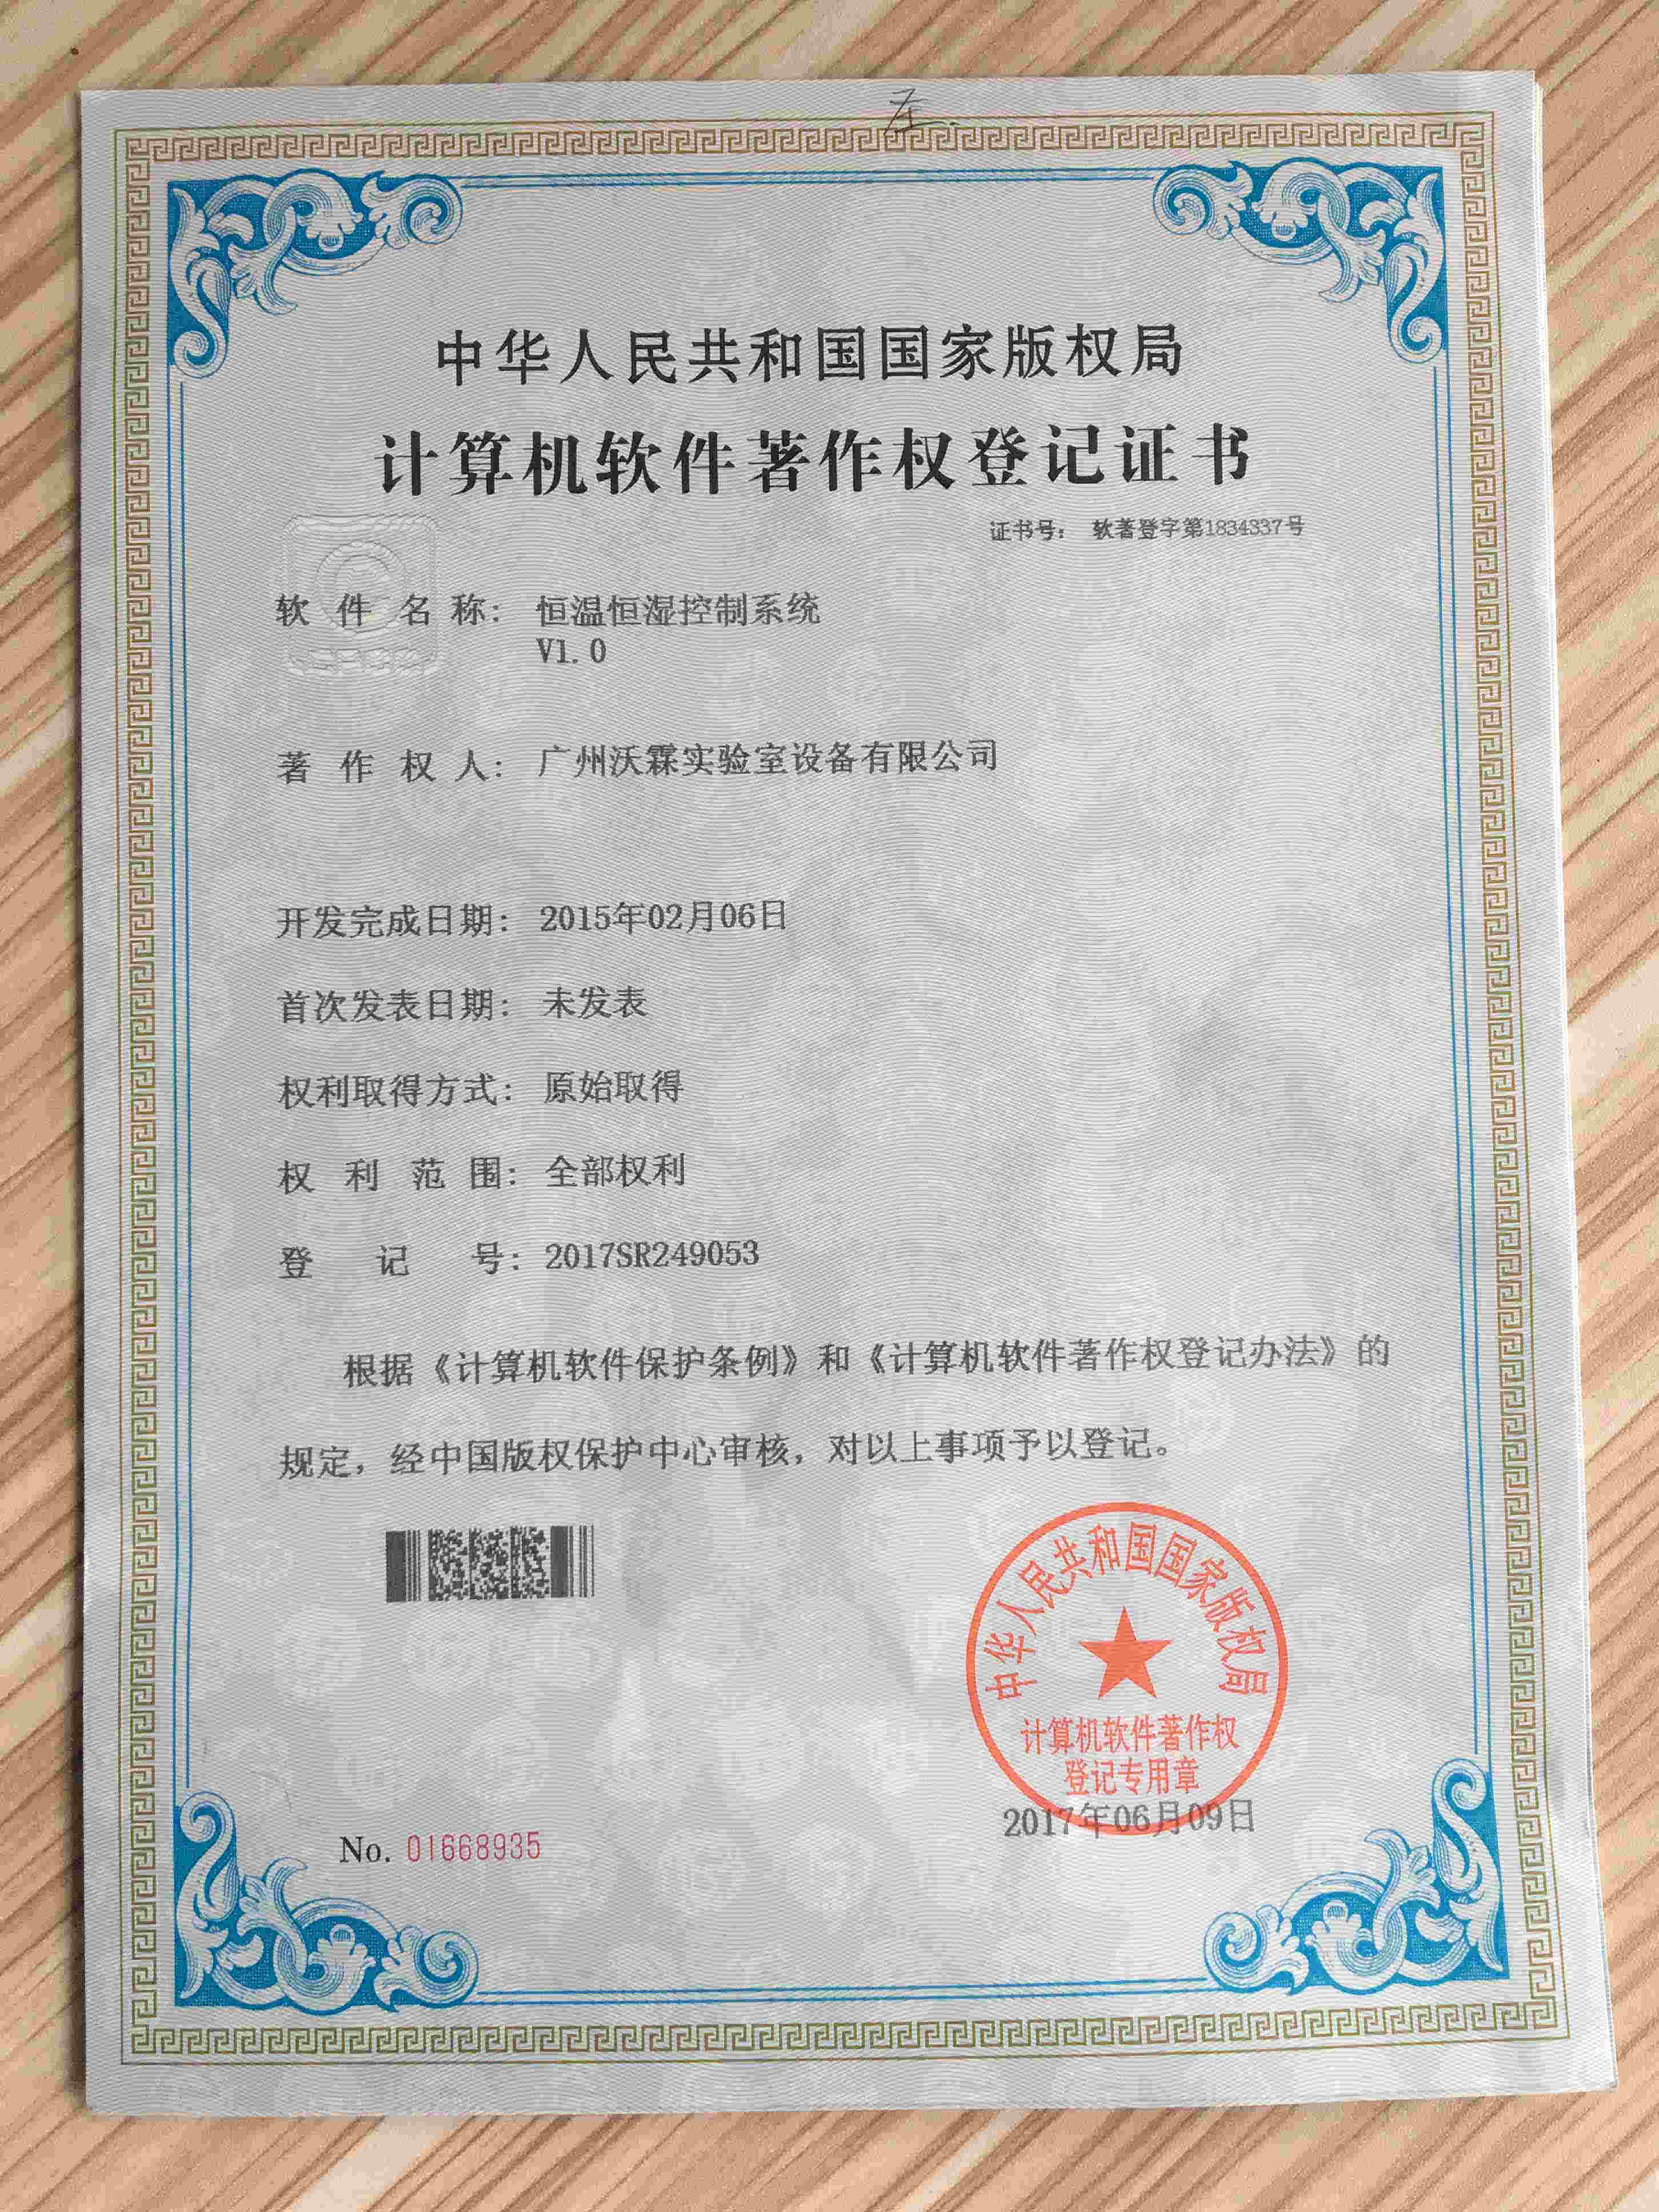 中华人民共和国国家版权局
计算机软件著作权登记证书
证书号： 软著登字第1834337号
软件名称： 恒温恒湿控制系统
V1.0
著作权人： 广州沃霖实验室设备有限公司
开发完成日期： 2015年02月06日
首次发表日期： 未发表
权利取得方式： 原始取得
权利范围： 全部权利
登记号： 2017SR249053
根据《计算机软件保护条例》和《计算机软件著作权登记办法》的
规定，经中国版权保护中心审核，对以上事项予以登记。
中华人民共和国国家版权局
计算机软件著作权
登记专用章
2017年06月09日
No. 01668935